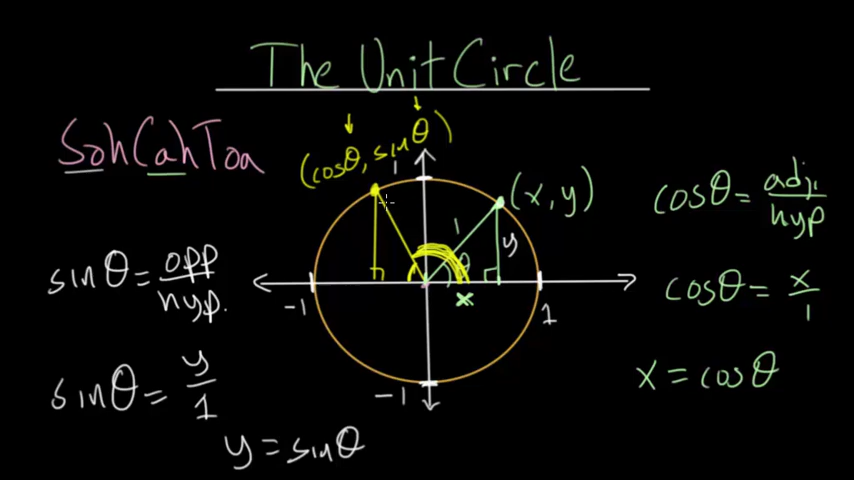 The Unit Circle
SohCahToa
(cosθ, sinθ)
1
(x, y)
1
y
θ
x
-1
1
-1
sinθ = opp/hyp.
sinθ = y/1
y = sinθ
cosθ = adj/hyp
cosθ = x/1
x = cosθ